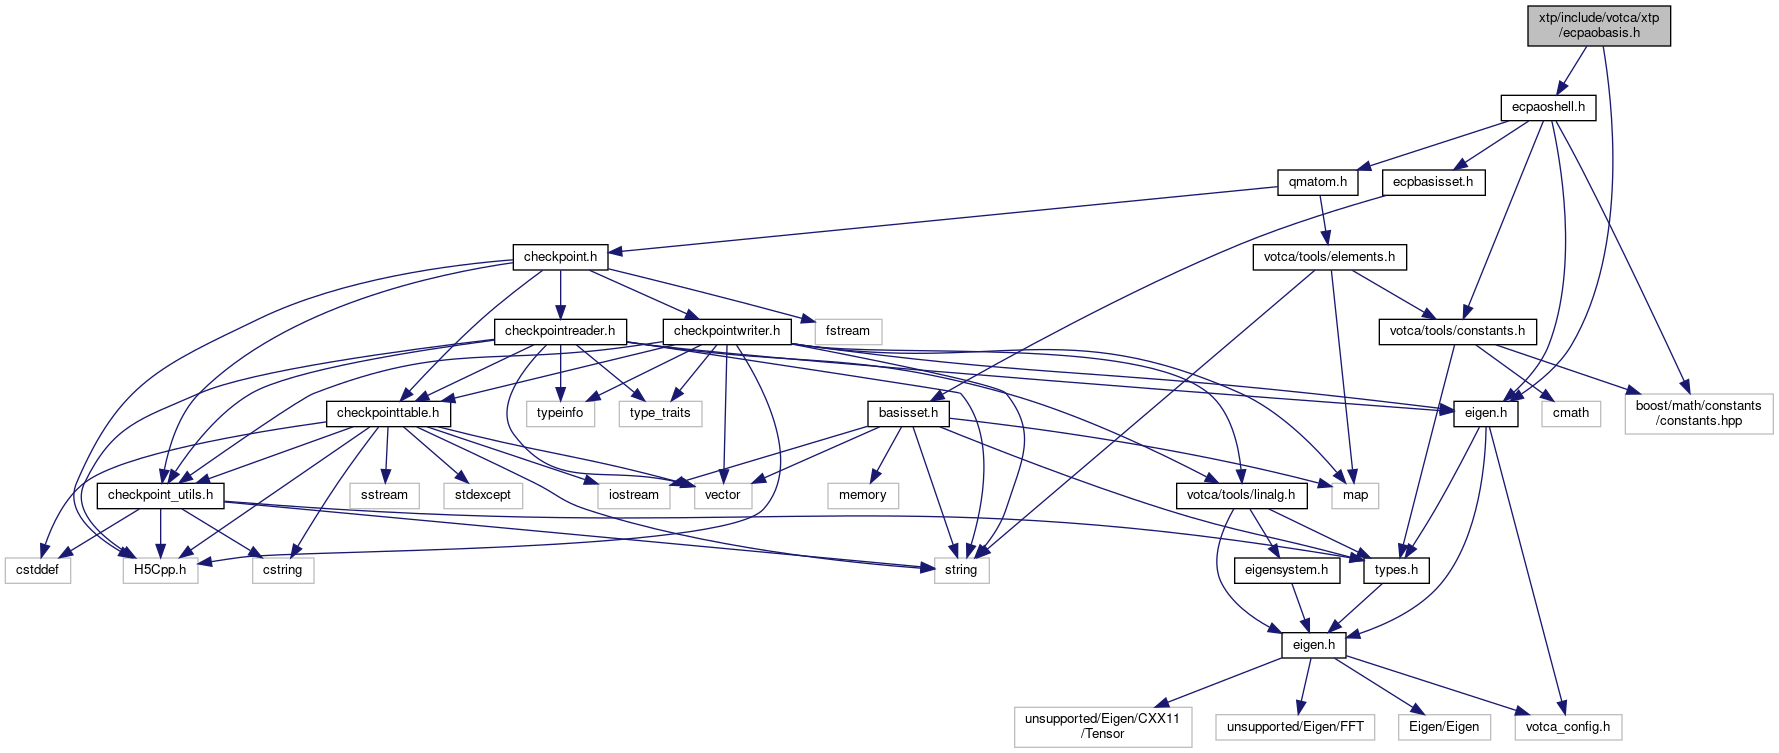 xtp/include/votca/xtp
/ecpaobasis.h
ecpaoshell.h
qmatom.h
ecpbasisset.h
checkpoint.h
votca/tools/elements.h
checkpointreader.h
checkpointwriter.h
fstream
votca/tools/constants.h
checkpointtable.h
typeinfo
type_traits
basisset.h
eigen.h
cmath
boost/math/constants
/constants.hpp
checkpoint_utils.h
sstream
stdexcept
iostream
vector
memory
votca/tools/linalg.h
map
cstddef
H5Cpp.h
cstring
string
eigensystem.h
types.h
eigen.h
unsupported/Eigen/CXX11
/Tensor
unsupported/Eigen/FFT
Eigen/Eigen
votca_config.h